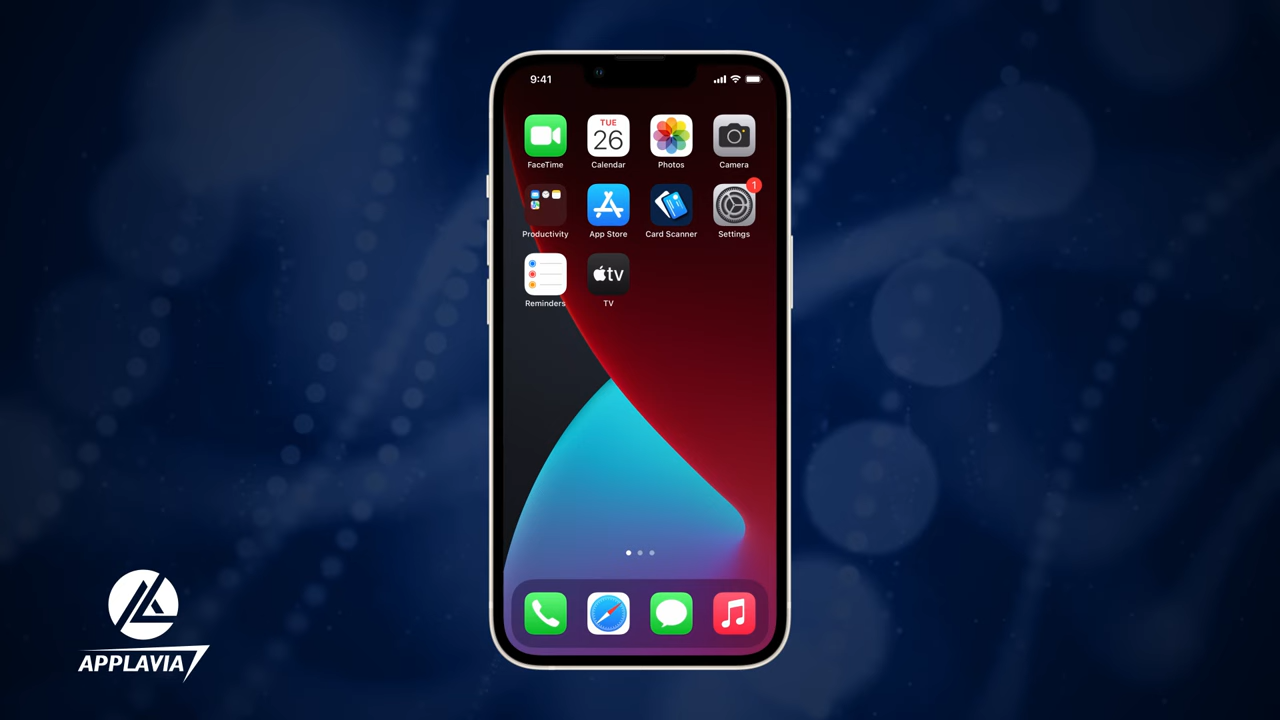 9:41
FaceTime
TUE
26
Calendar
Photos
Camera
Productivity
App Store
Card Scanner
1
Settings
Reminders
tv
TV
APPLAVIA